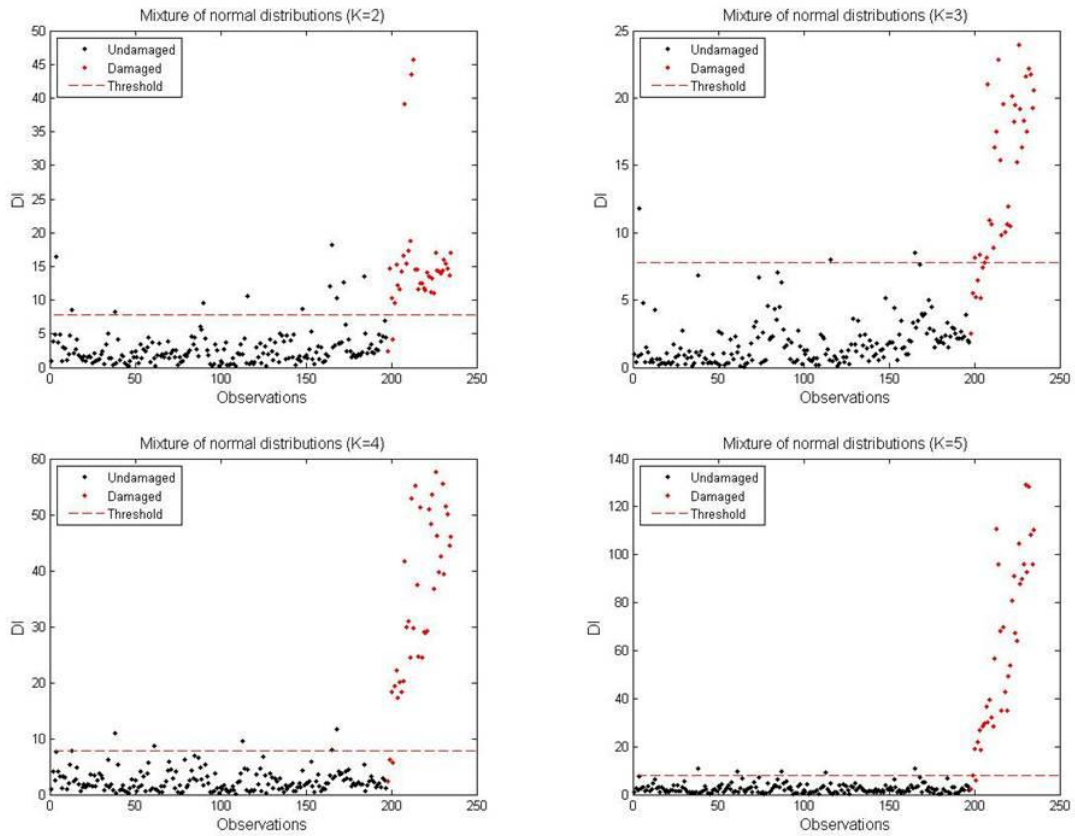 Mixture of normal distributions (K=2)
50
45
40
35
30
25
20
15
10
5
0
DI
Undamaged
Damaged
Threshold
0 50 100 150 200 250
Observations
Mixture of normal distributions (K=3)
25
20
15
10
5
0
DI
Undamaged
Damaged
Threshold
0 50 100 150 200 250
Observations
Mixture of normal distributions (K=4)
60
50
40
30
20
10
0
DI
Undamaged
Damaged
Threshold
0 50 100 150 200 250
Observations
Mixture of normal distributions (K=5)
140
120
100
80
60
40
20
0
DI
Undamaged
Damaged
Threshold
0 50 100 150 200 250
Observations